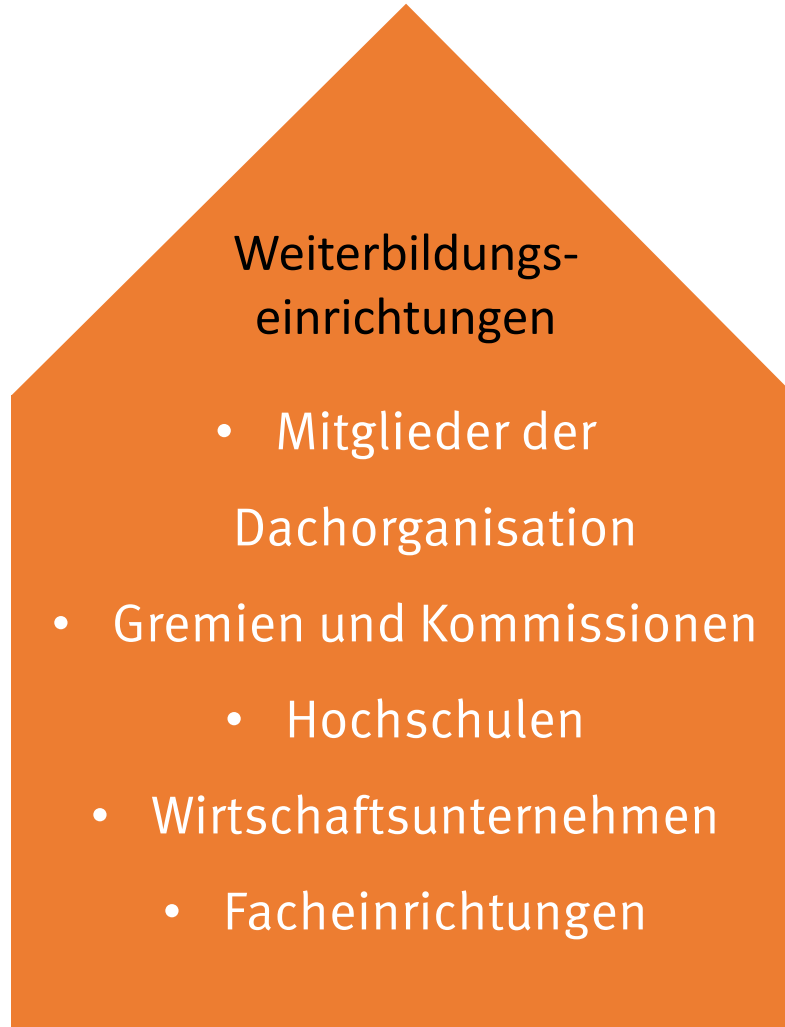 Weiterbildungs-
einrichtungen
• Mitglieder der
Dachorganisation
• Gremien und Kommissionen
• Hochschulen
• Wirtschaftsunternehmen
• Facheinrichtungen